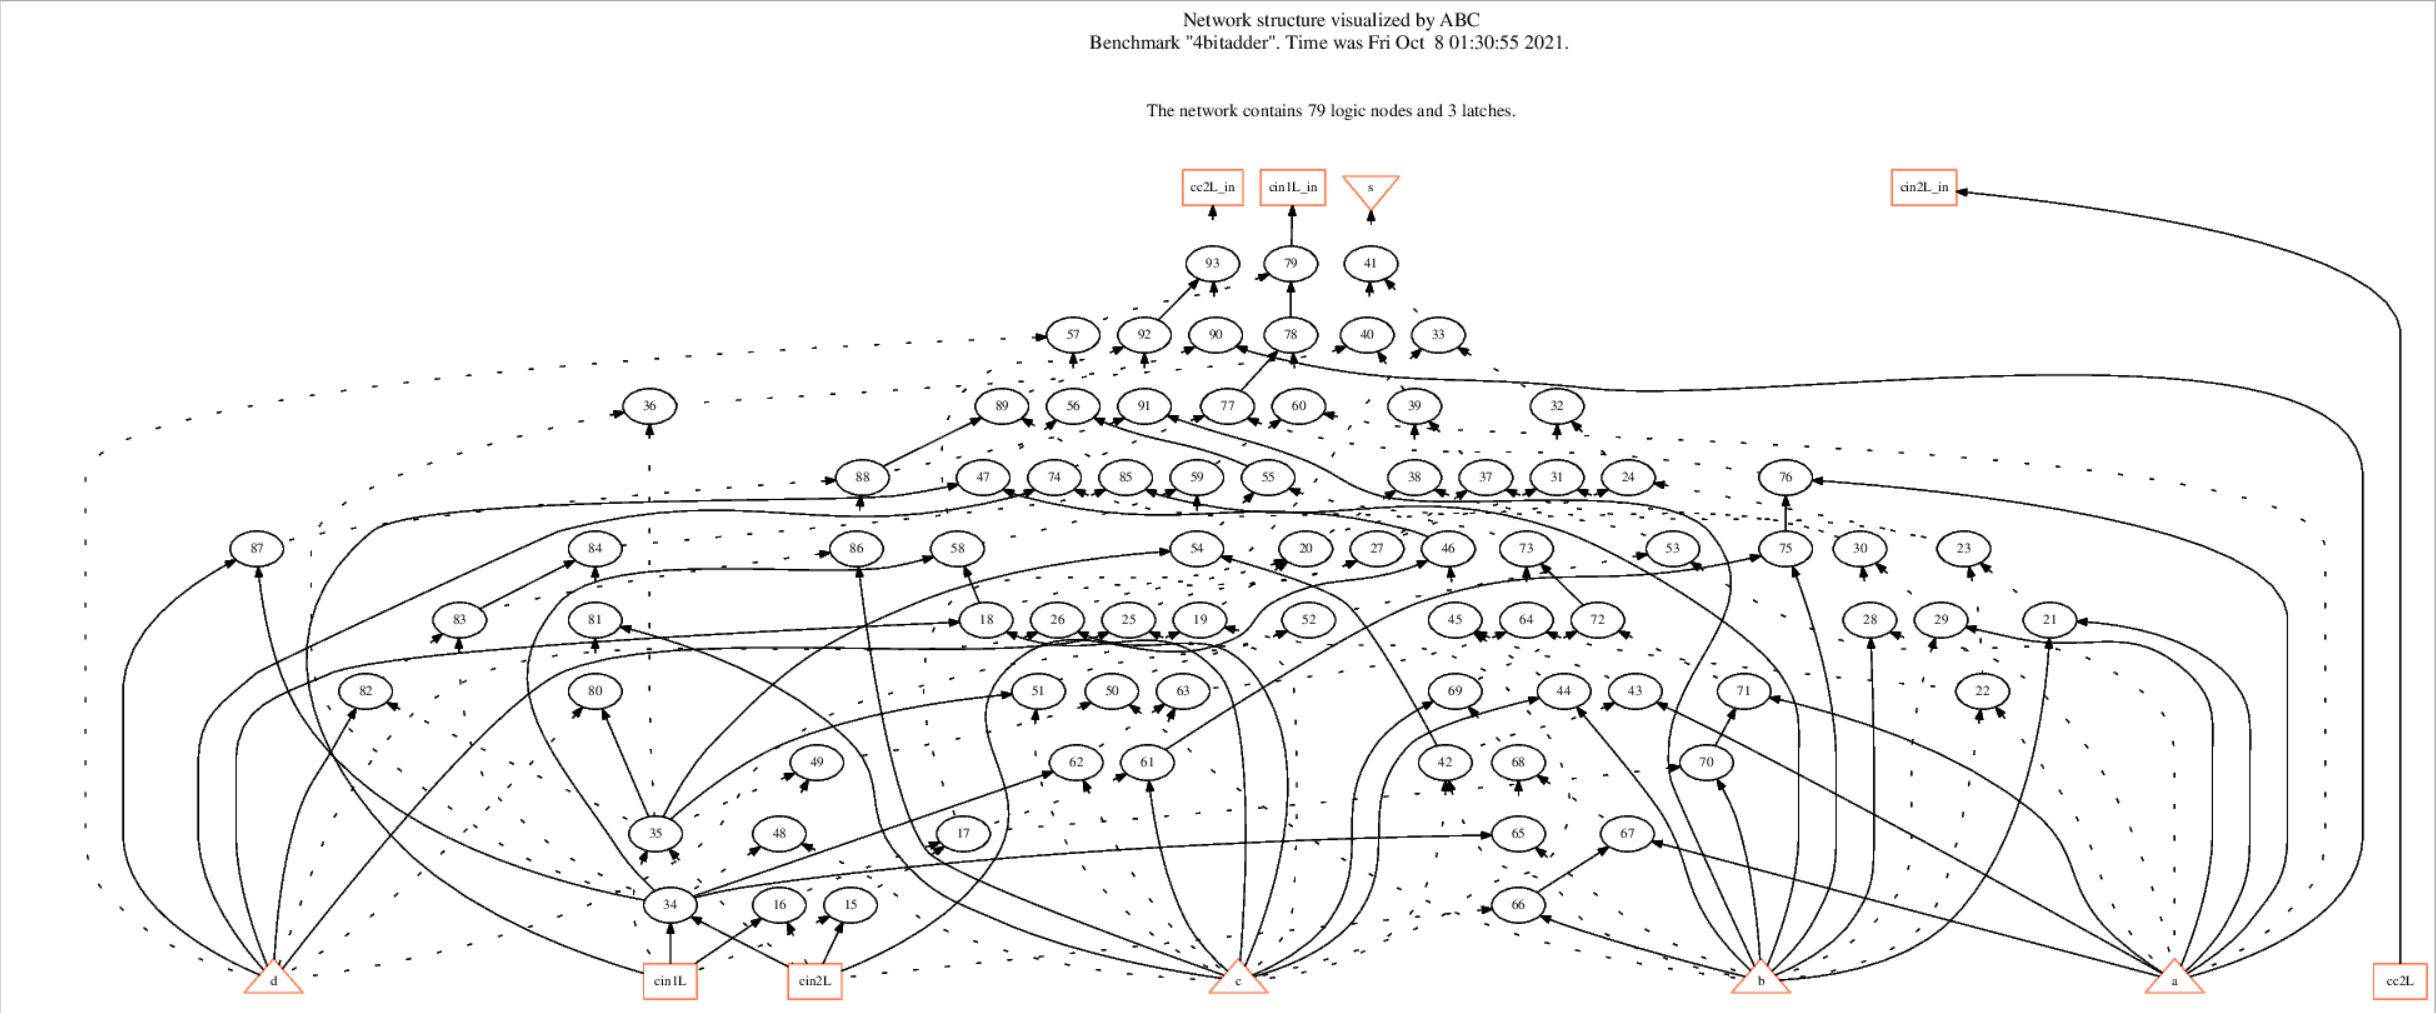 Network structure visualized by ABC
Benchmark "4bitadder". Time was Fri Oct 8 01:30:55 2021.
The network contains 79 logic nodes and 3 latches.
cc2L_in cin1L_in s cin2L_in
93 79 41
57 92 90 78 40 33
36 89 56 91 77 60 39 32
88 47 74 85 59 55 38 37 31 24 76
87 84 86 58 54 20 27 46 73 53 75 30 23
83 81 18 26 25 19 52 45 64 72 28 29 21
82 80 51 50 63 69 44 43 71 22
49 62 61 42 68 70
35 48 17 65 67
34 16 15 66
d cin1L cin2L c b a cc2L